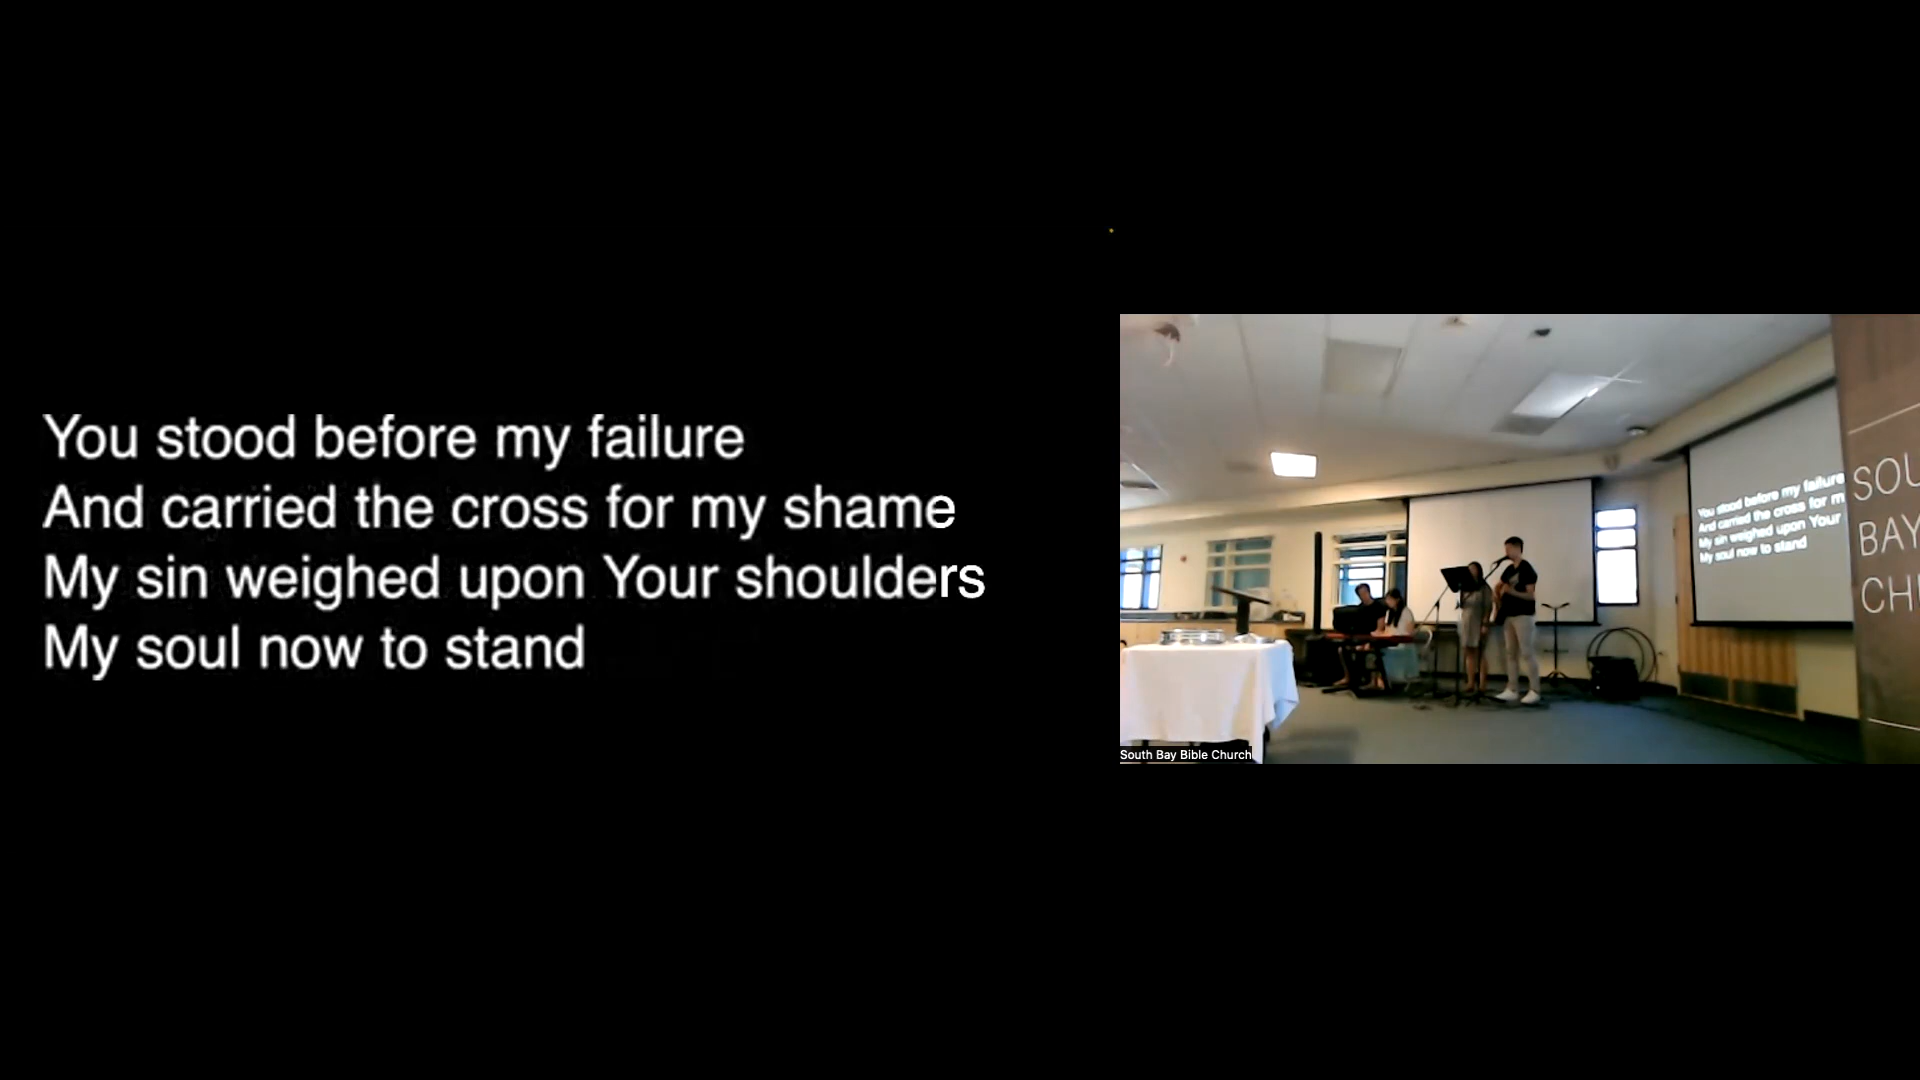 You stood before my failure
And carried the cross for my shame
My sin weighed upon Your shoulders
My soul now to stand
You stood before my failure
And carried the cross for m
My sin weighed upon Your
My soul now to stand
SOU
BAY
CHU
South Bay Bible Church